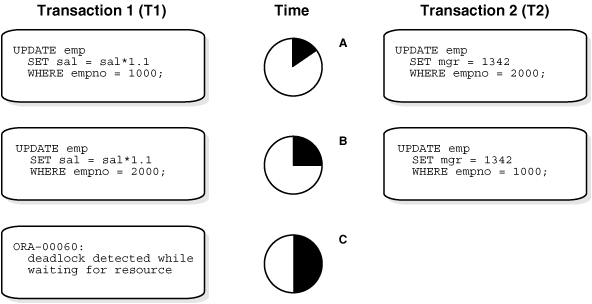 Transaction 1 (T1)
Time
Transaction 2 (T2)
UPDATE emp
SET sal = sal*1.1
WHERE empno = 1000;
A
UPDATE emp
SET mgr = 1342
WHERE empno = 2000;
UPDATE emp
SET sal = sal*1.1
WHERE empno = 2000;
B
UPDATE emp
SET mgr = 1342
WHERE empno = 1000;
ORA-00060:
deadlock detected while
waiting for resource
C